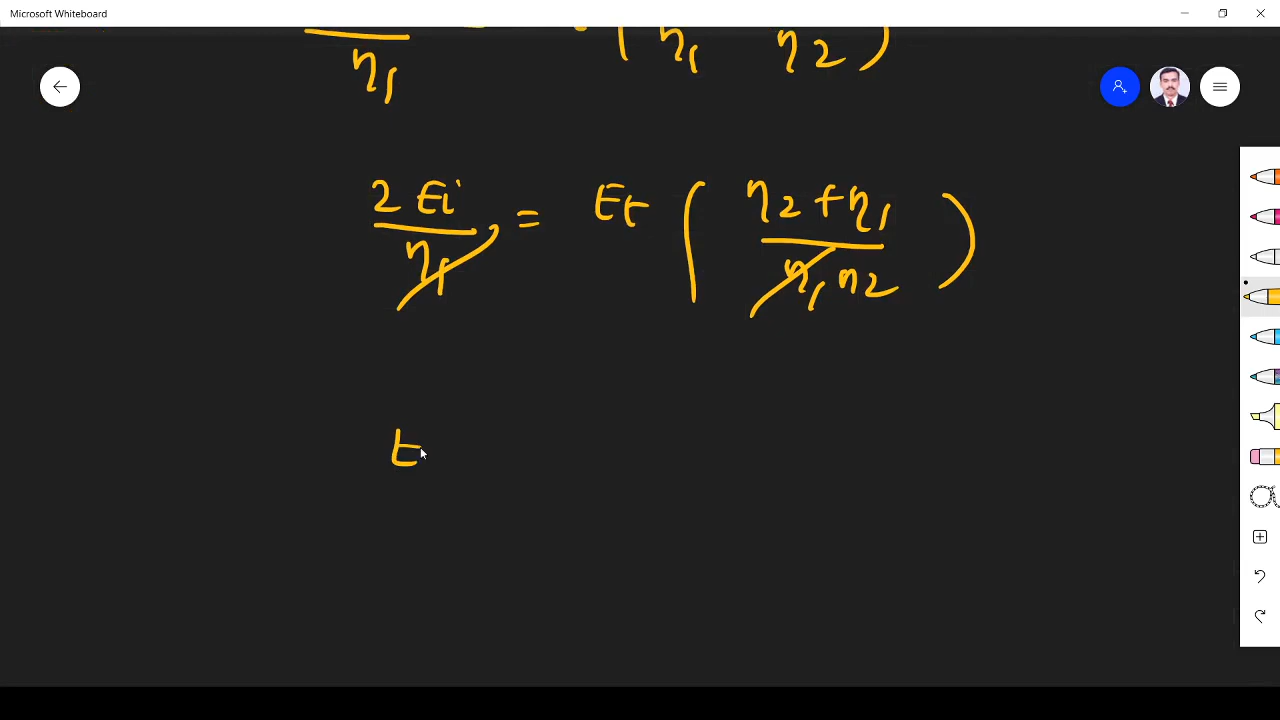 Microsoft Whiteboard
η1 ( η1 η2 )
2 Ei / η1 = Et ( η2 + η1 / η1 η2 )
E